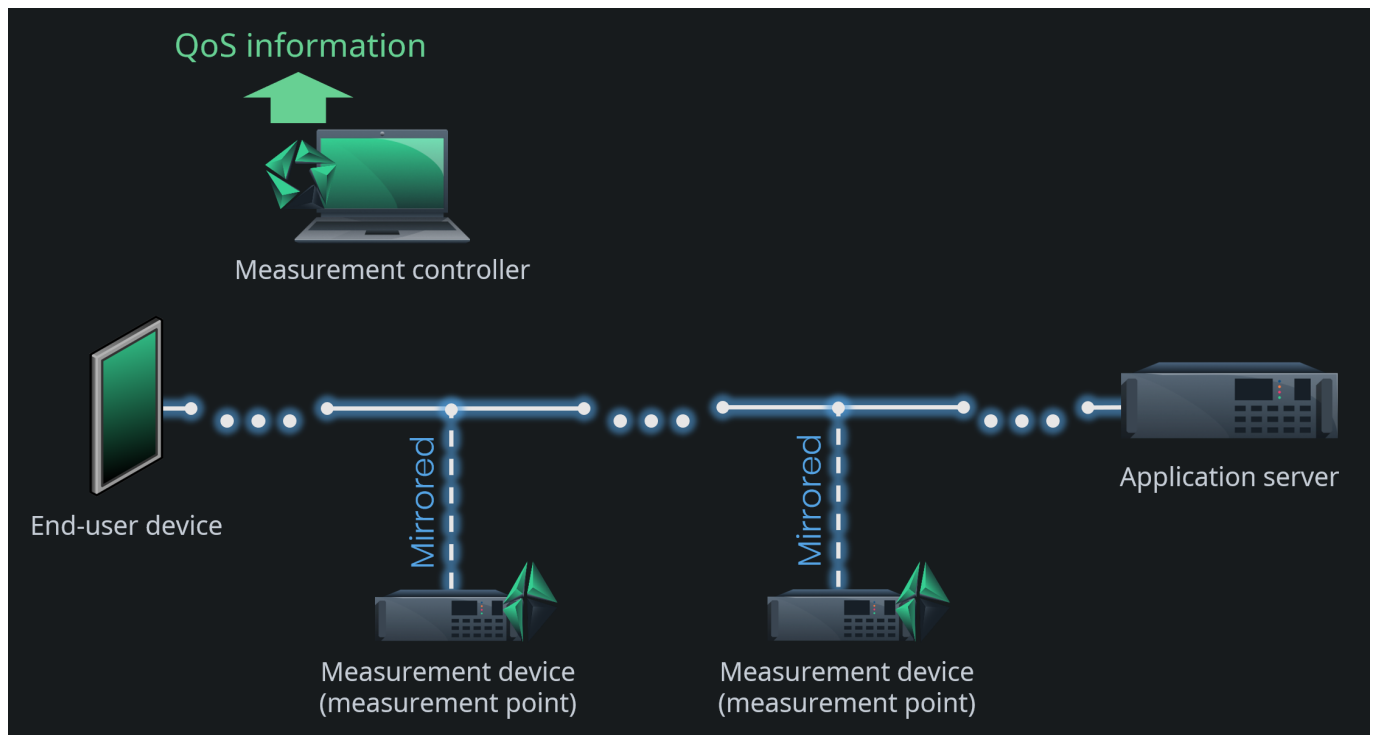 QoS information
Measurement controller
End-user device
Mirrored
Mirrored
Application server
Measurement device
(measurement point)
Measurement device
(measurement point)